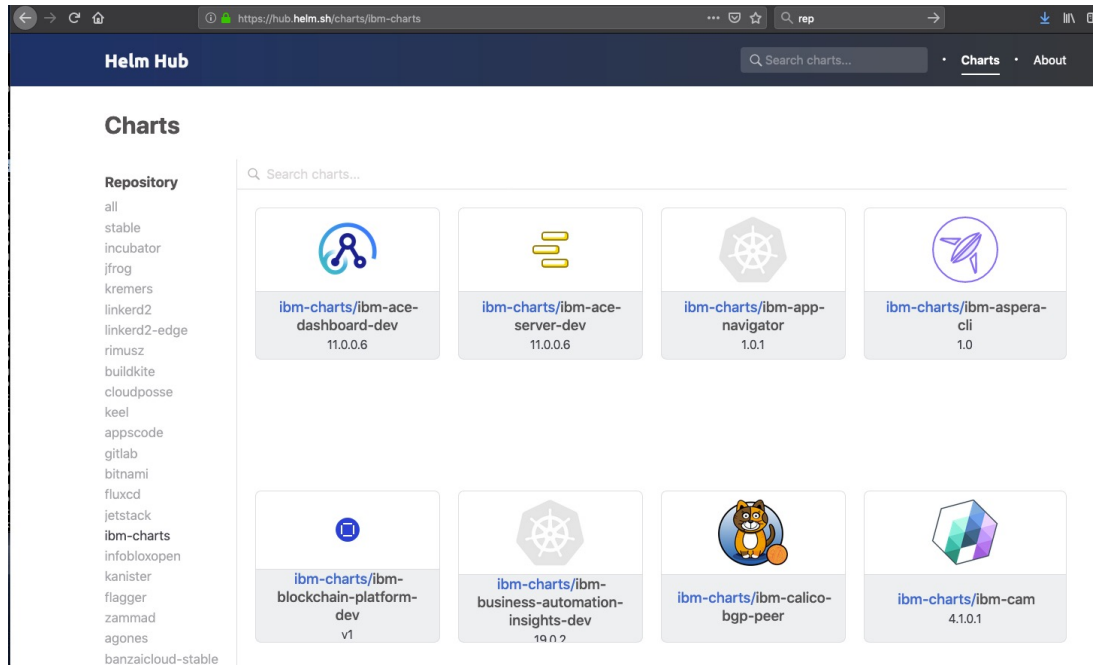 https://hub.helm.sh/charts/ibm-charts
rep
Helm Hub
Search charts...
Charts
About
Charts
Repository
all
stable
incubator
jfrog
kremers
linkerd2
linkerd2-edge
rimusz
buildkite
cloudposse
keel
appscode
gitlab
bitnami
fluxcd
jetstack
ibm-charts
infobloxopen
kanister
flagger
zammad
agones
banzaicloud-stable
Search charts...
ibm-charts/ibm-ace-
dashboard-dev
11.0.0.6
ibm-charts/ibm-ace-
server-dev
11.0.0.6
ibm-charts/ibm-app-
navigator
1.0.1
ibm-charts/ibm-aspera-
cli
1.0
ibm-charts/ibm-
blockchain-platform-
dev
v1
ibm-charts/ibm-
business-automation-
insights-dev
19.0.2
ibm-charts/ibm-calico-
bgp-peer
ibm-charts/ibm-cam
4.1.0.1